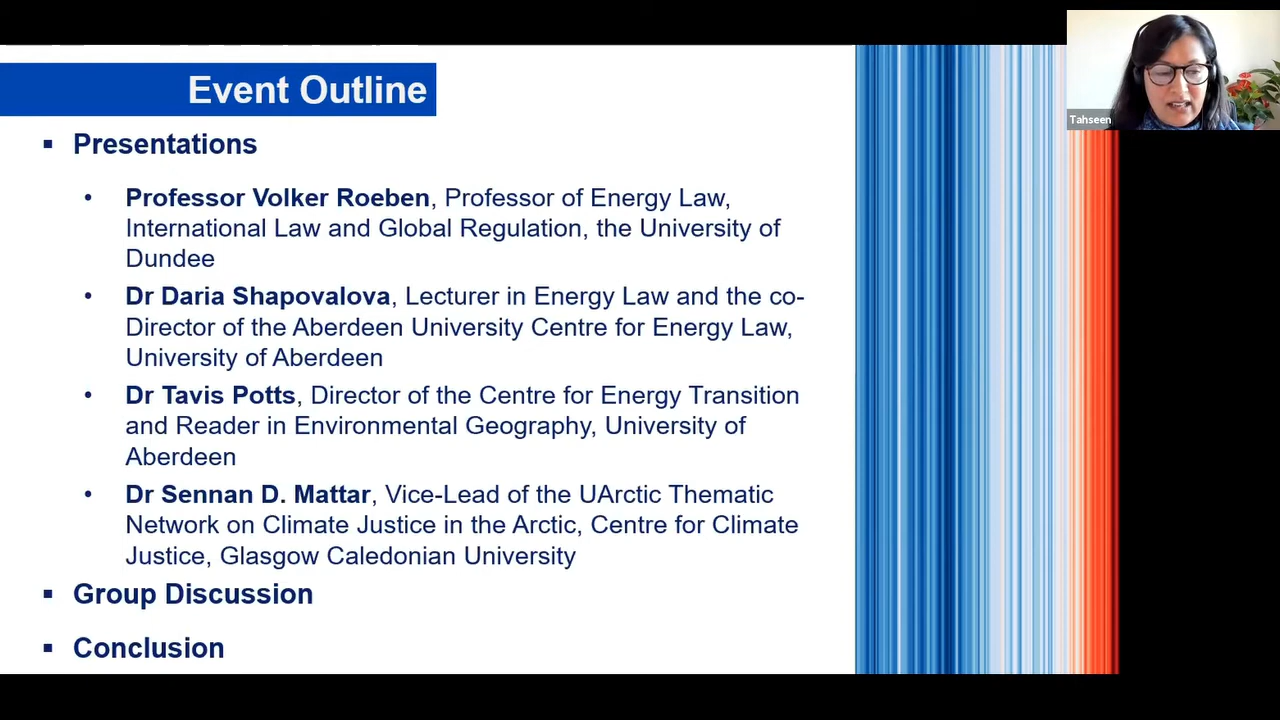 Event Outline
Tahseen
▪ Presentations
• Professor Volker Roeben, Professor of Energy Law,
International Law and Global Regulation, the University of
Dundee
• Dr Daria Shapovalova, Lecturer in Energy Law and the co-
Director of the Aberdeen University Centre for Energy Law,
University of Aberdeen
• Dr Tavis Potts, Director of the Centre for Energy Transition
and Reader in Environmental Geography, University of
Aberdeen
• Dr Sennan D. Mattar, Vice-Lead of the UArctic Thematic
Network on Climate Justice in the Arctic, Centre for Climate
Justice, Glasgow Caledonian University
▪ Group Discussion
▪ Conclusion